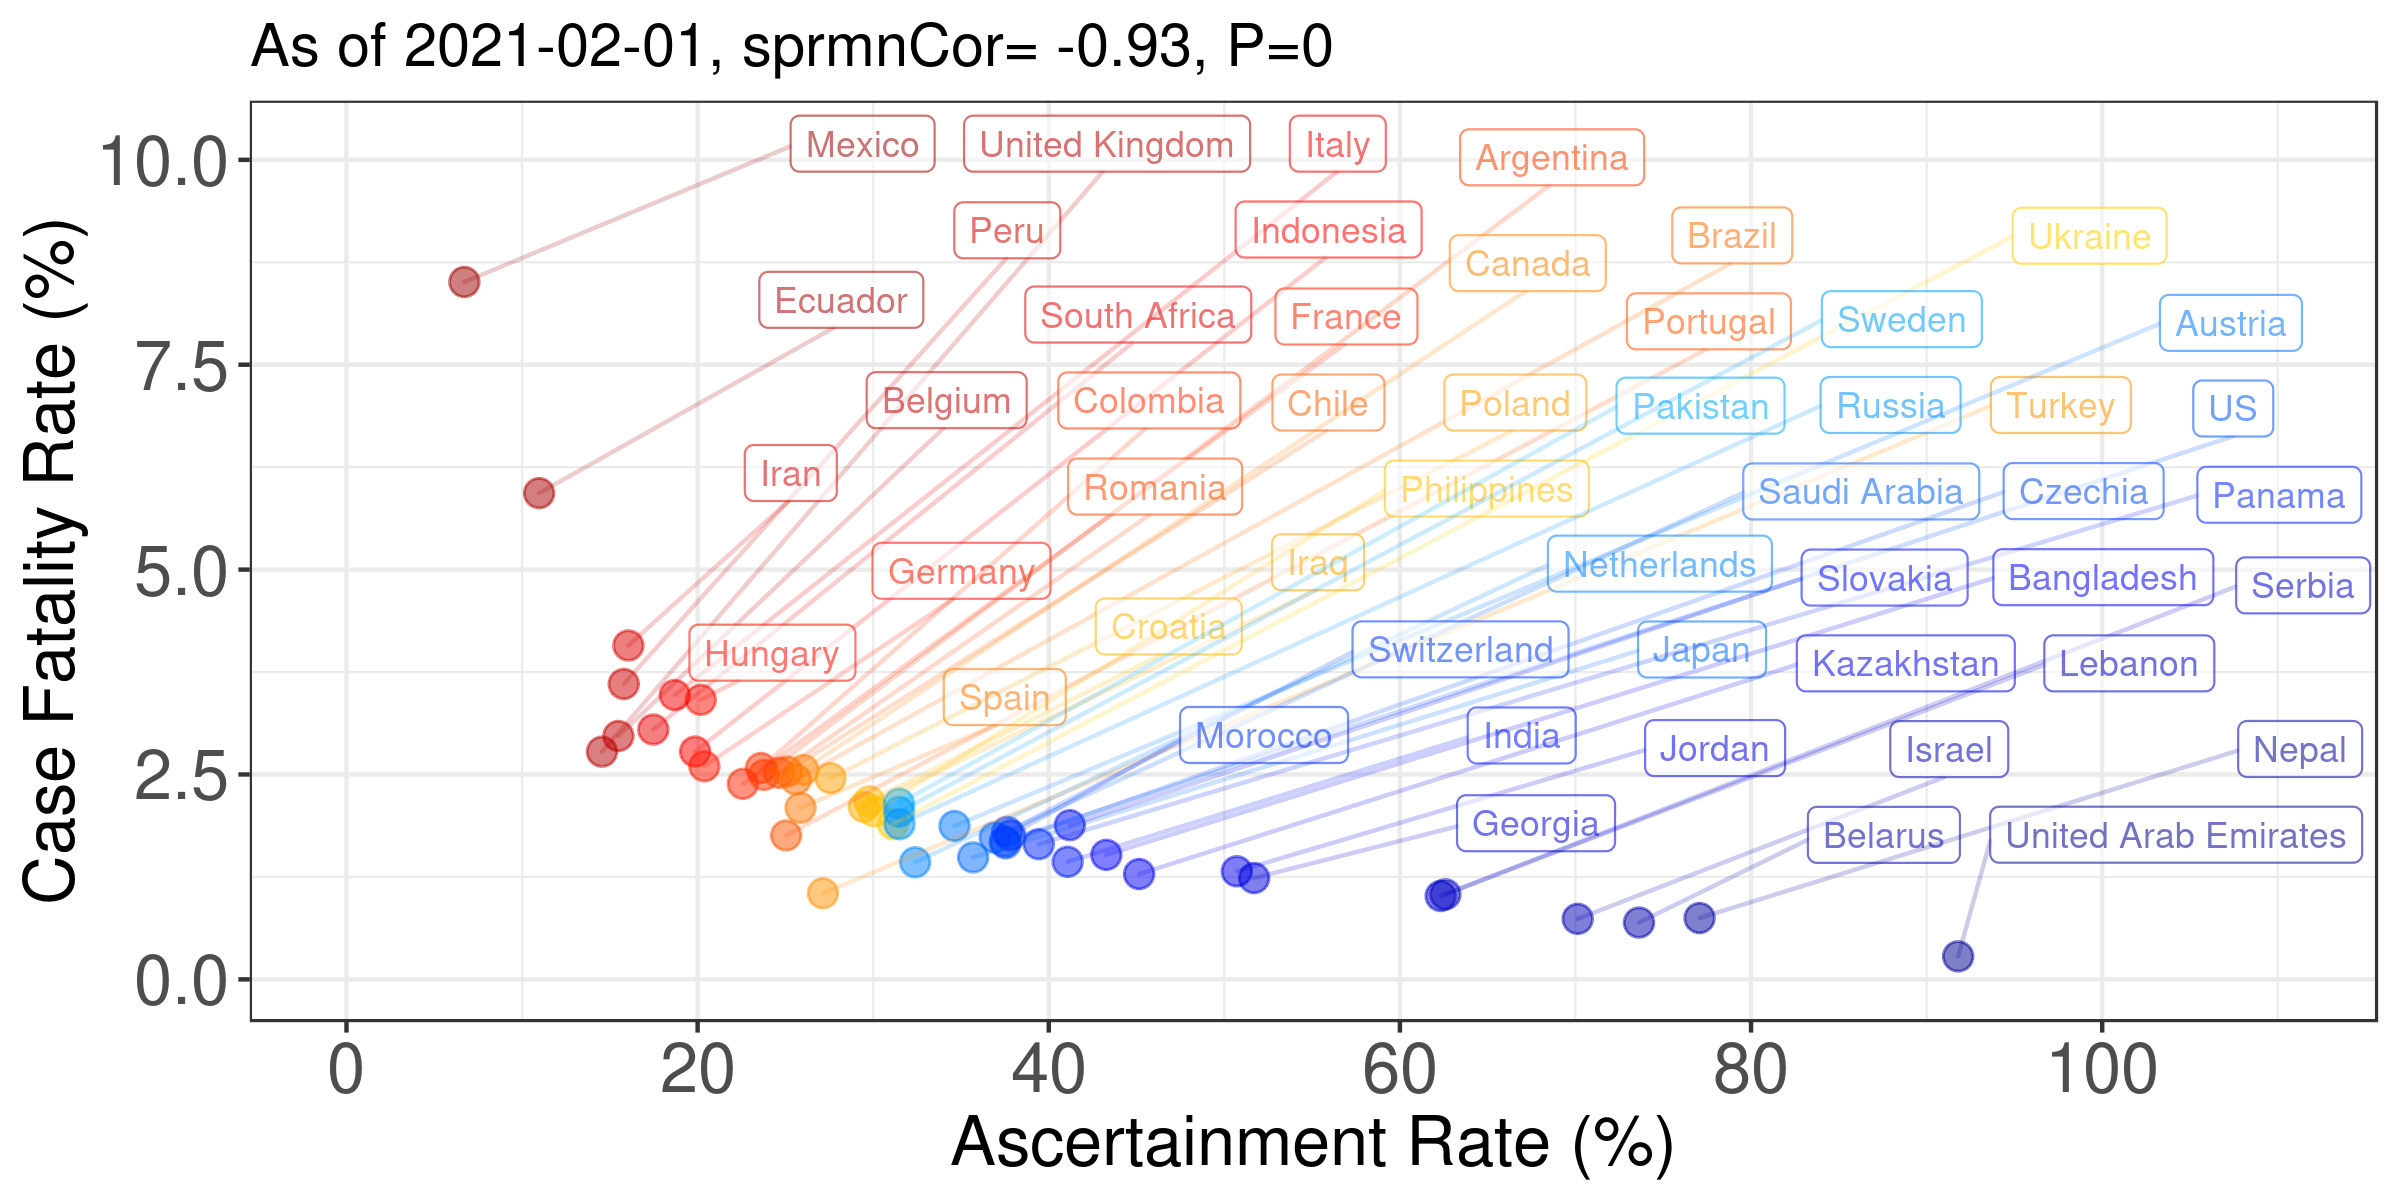 As of 2021-02-01, sprmnCor= -0.93, P=0
Case Fatality Rate (%)
10.0
7.5
5.0
2.5
0.0
Mexico
United Kingdom
Italy
Argentina
Peru
Indonesia
Brazil
Ukraine
Canada
Ecuador
South Africa
France
Portugal
Sweden
Austria
Belgium
Colombia
Chile
Poland
Pakistan
Russia
Turkey
US
Iran
Romania
Philippines
Saudi Arabia
Czechia
Panama
Germany
Iraq
Netherlands
Slovakia
Bangladesh
Serbia
Hungary
Croatia
Switzerland
Japan
Kazakhstan
Lebanon
Spain
Morocco
India
Jordan
Israel
Nepal
Georgia
Belarus
United Arab Emirates
0
20
40
60
80
100
Ascertainment Rate (%)